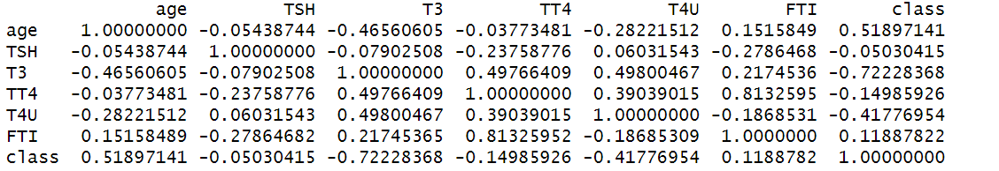 age TSH T3 TT4 T4U FTI class
age 1.00000000 -0.05438744 -0.46560605 -0.03773481 -0.28221512 0.1515849 0.51897141
TSH -0.05438744 1.00000000 -0.07902508 -0.23758776 0.06031543 -0.2786468 -0.05030415
T3 -0.46560605 -0.07902508 1.00000000 0.49766409 0.49800467 0.2174536 -0.72228368
TT4 -0.03773481 -0.23758776 0.49766409 1.00000000 0.39039015 0.8132595 -0.14985926
T4U -0.28221512 0.06031543 0.49800467 0.39039015 1.00000000 -0.1868531 -0.41776954
FTI 0.15158489 -0.27864682 0.21745365 0.81325952 -0.18685309 1.0000000 0.11887822
class 0.51897141 -0.05030415 -0.72228368 -0.14985926 -0.41776954 0.1188782 1.00000000